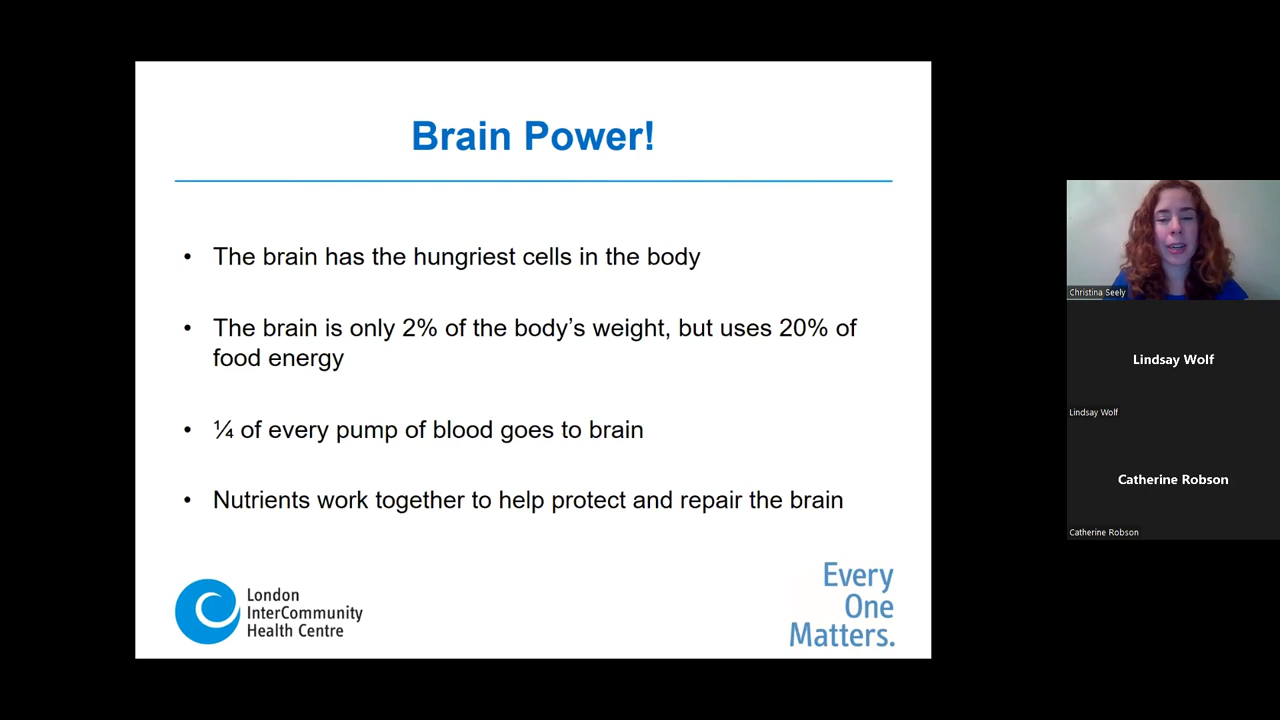 Brain Power!
• The brain has the hungriest cells in the body
• The brain is only 2% of the body’s weight, but uses 20% of
food energy
• ¼ of every pump of blood goes to brain
• Nutrients work together to help protect and repair the brain
London
InterCommunity
Health Centre
Every
One
Matters.
Christina Seely
Lindsay Wolf
Lindsay Wolf
Catherine Robson
Catherine Robson